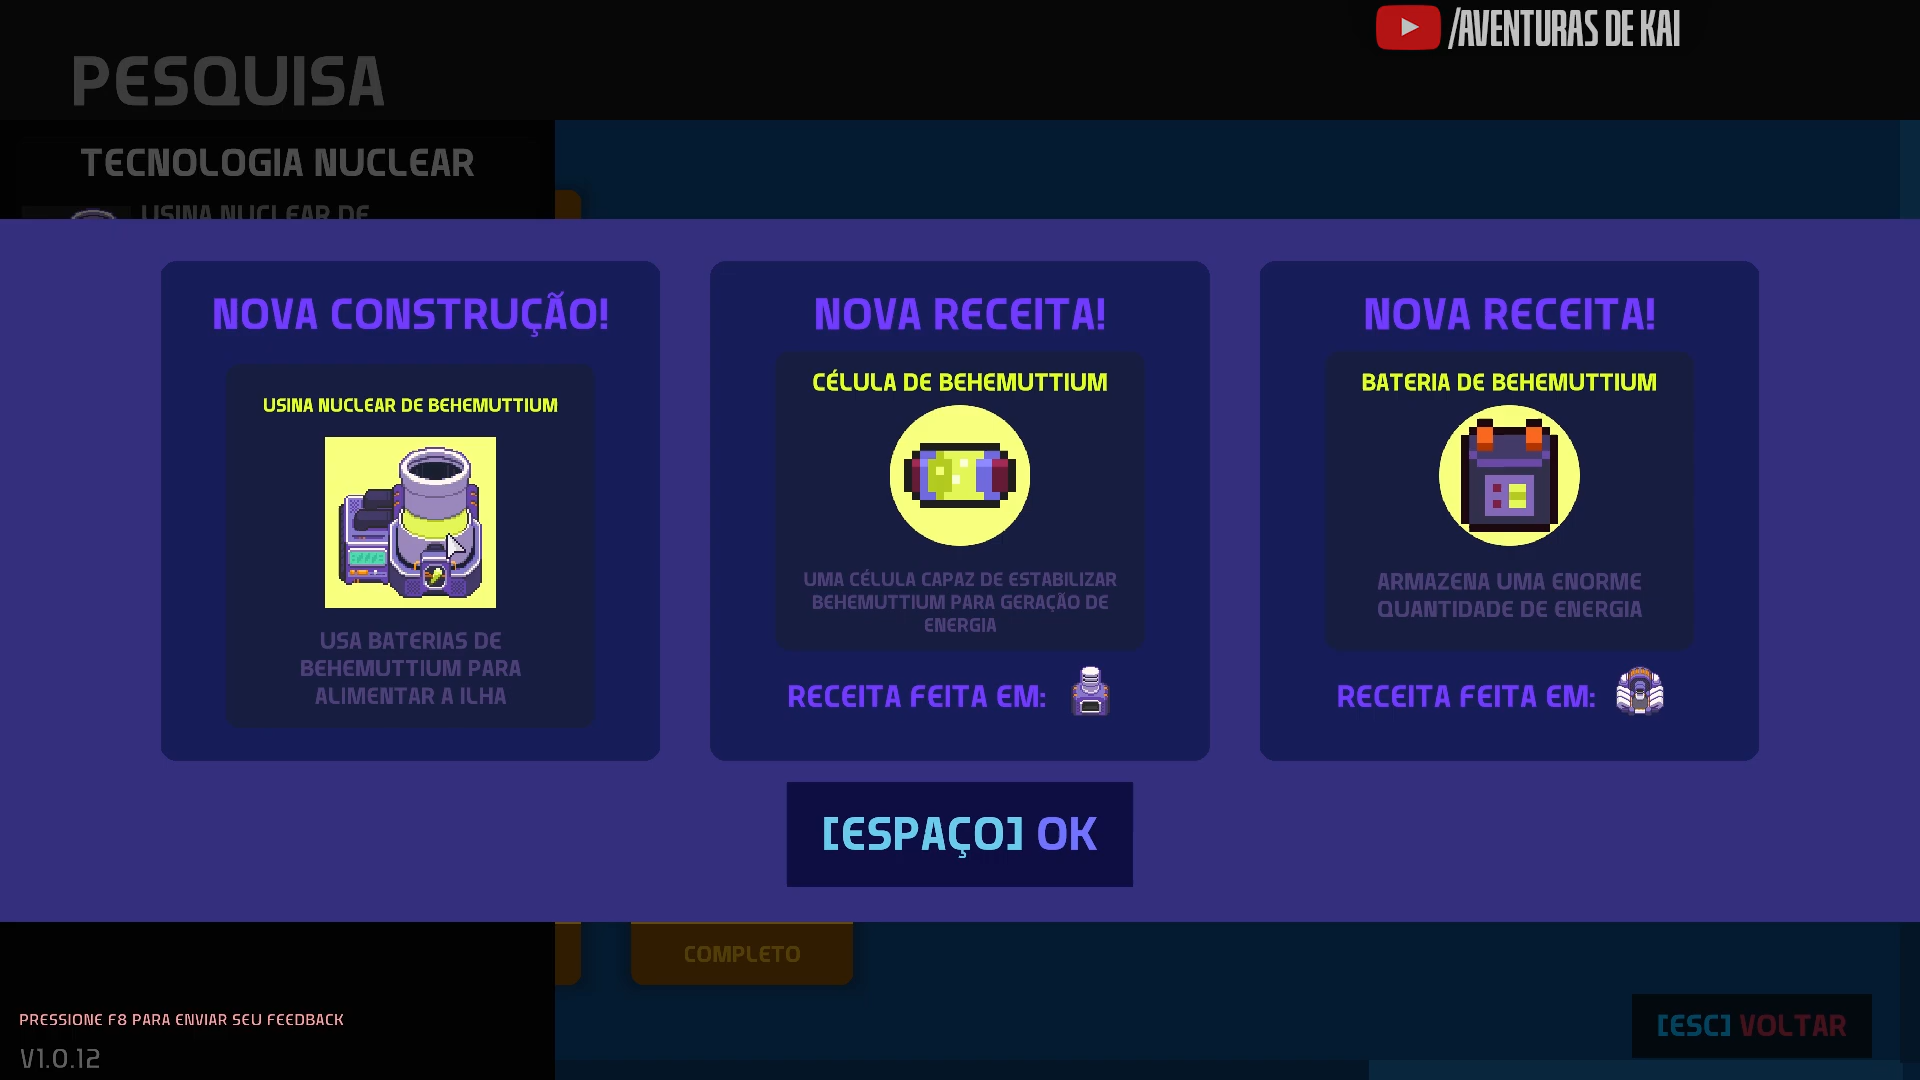 /AVENTURAS DE KAI
PESQUISA
TECNOLOGIA NUCLEAR
USINA NUCLEAR DE
NOVA CONSTRUÇÃO!
USINA NUCLEAR DE BEHEMUTTIUM
USA BATERIAS DE
BEHEMUTTIUM PARA
ALIMENTAR A ILHA
NOVA RECEITA!
CÉLULA DE BEHEMUTTIUM
UMA CÉLULA CAPAZ DE ESTABILIZAR
BEHEMUTTIUM PARA GERAÇÃO DE
ENERGIA
RECEITA FEITA EM:
NOVA RECEITA!
BATERIA DE BEHEMUTTIUM
ARMAZENA UMA ENORME
QUANTIDADE DE ENERGIA
RECEITA FEITA EM:
[ESPAÇO] OK
COMPLETO
PRESSIONE F8 PARA ENVIAR SEU FEEDBACK
V1.0.12
[ESC] VOLTAR